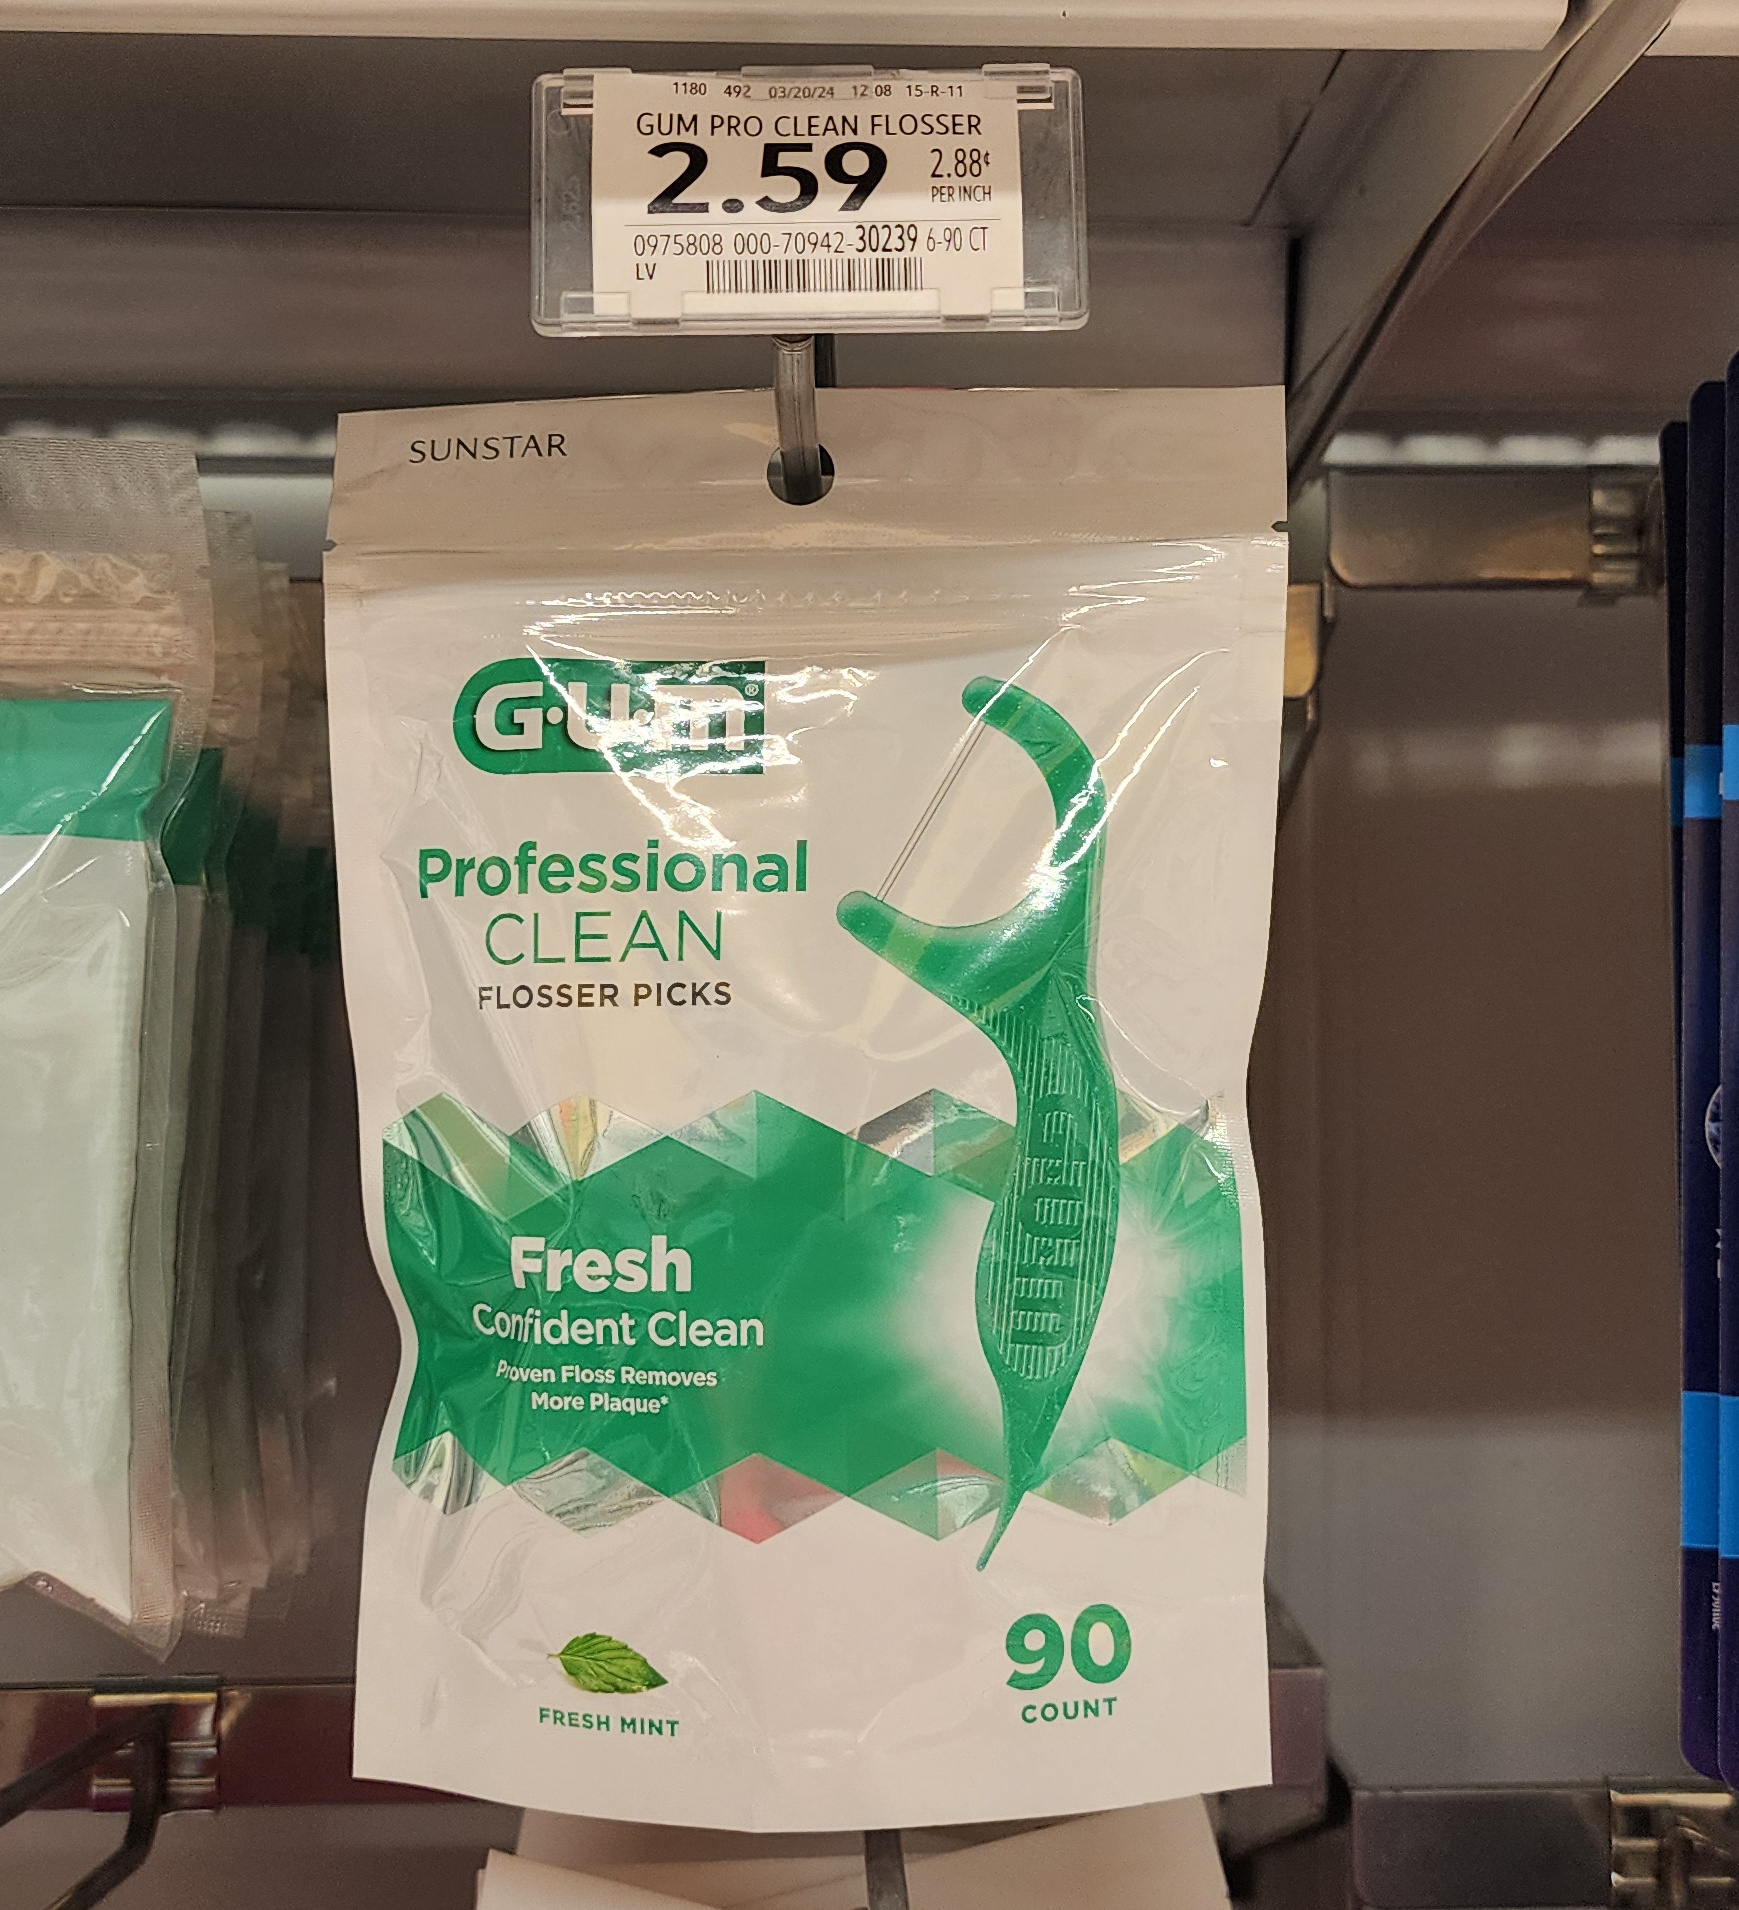 1180 492 03/20/24 12 08 15-R-11
GUM PRO CLEAN FLOSSER
2.59
2.88¢
PER INCH
0975808 000-70942-30239 6-90 CT
LV
SUNSTAR
G·U·M®
Professional
CLEAN
FLOSSER PICKS
Fresh
Confident Clean
Proven Floss Removes
More Plaque*
FRESH MINT
90
COUNT